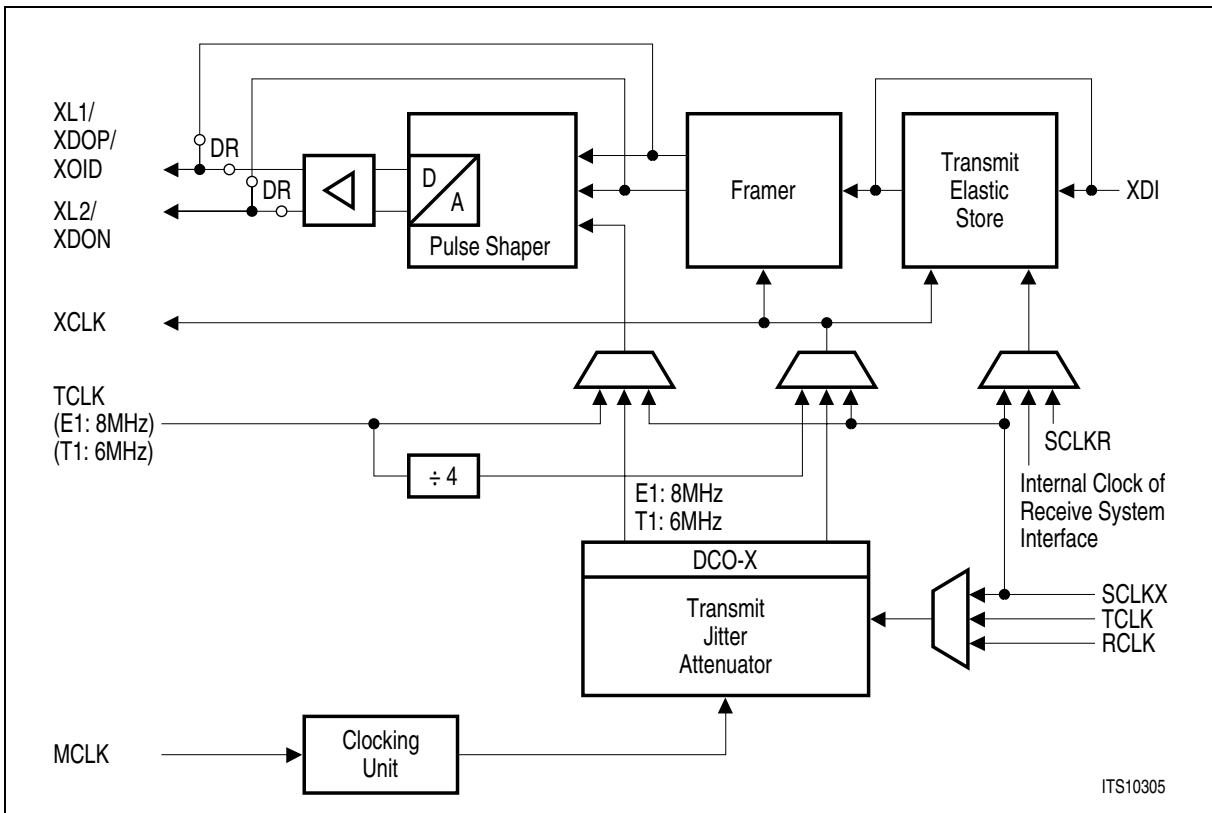 XL1/
XDOP/
XOID
DR
XL2/
XDON
DR
D
A
Pulse Shaper
Framer
Transmit
Elastic
Store
XDI
XCLK
TCLK
(E1: 8MHz)
(T1: 6MHz)
÷ 4
E1: 8MHz
T1: 6MHz
SCLKR
Internal Clock of
Receive System
Interface
DCO-X
Transmit
Jitter
Attenuator
SCLKX
TCLK
RCLK
MCLK
Clocking
Unit
ITS10305